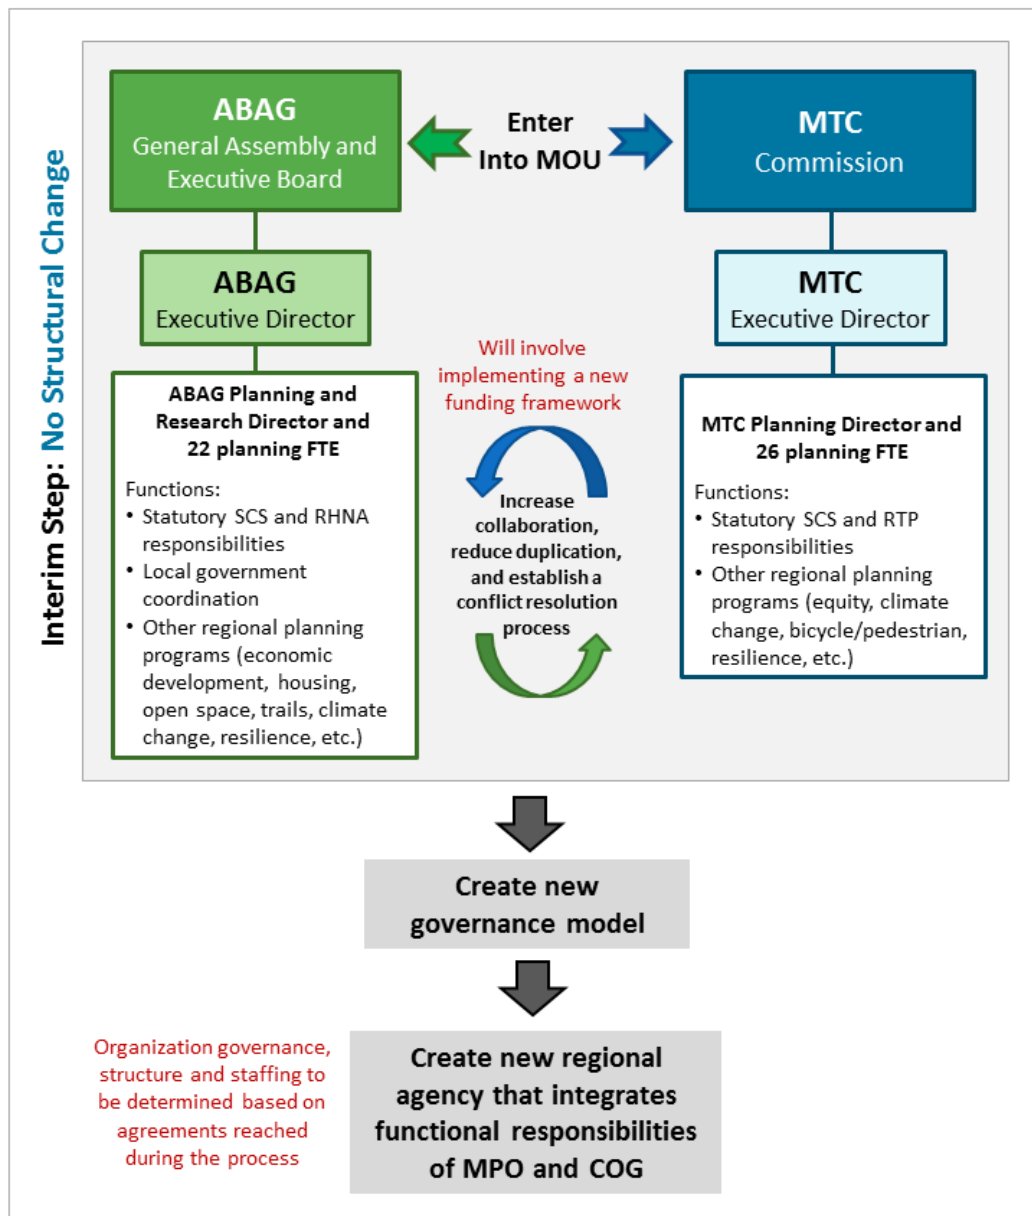 Interim Step: No Structural Change
ABAG
General Assembly and
Executive Board
Enter
Into MOU
MTC
Commission
ABAG
Executive Director
MTC
Executive Director
ABAG Planning and
Research Director and
22 planning FTE
Functions:
• Statutory SCS and RHNA
responsibilities
• Local government
coordination
• Other regional planning
programs (economic
development, housing,
open space, trails, climate
change, resilience, etc.)
Will involve
implementing a new
funding framework
Increase
collaboration,
reduce duplication,
and establish a
conflict resolution
process
MTC Planning Director and
26 planning FTE
Functions:
• Statutory SCS and RTP
responsibilities
• Other regional planning
programs (equity, climate
change, bicycle/pedestrian,
resilience, etc.)
Create new
governance model
Organization governance,
structure and staffing to
be determined based on
agreements reached
during the process
Create new regional
agency that integrates
functional responsibilities
of MPO and COG